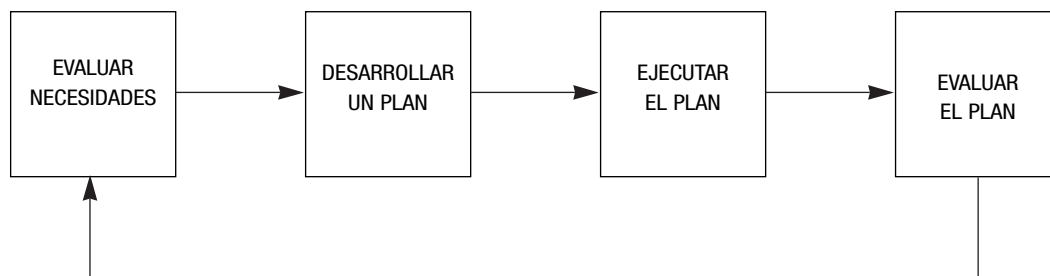 EVALUAR
NECESIDADES
DESARROLLAR
UN PLAN
EJECUTAR
EL PLAN
EVALUAR
EL PLAN